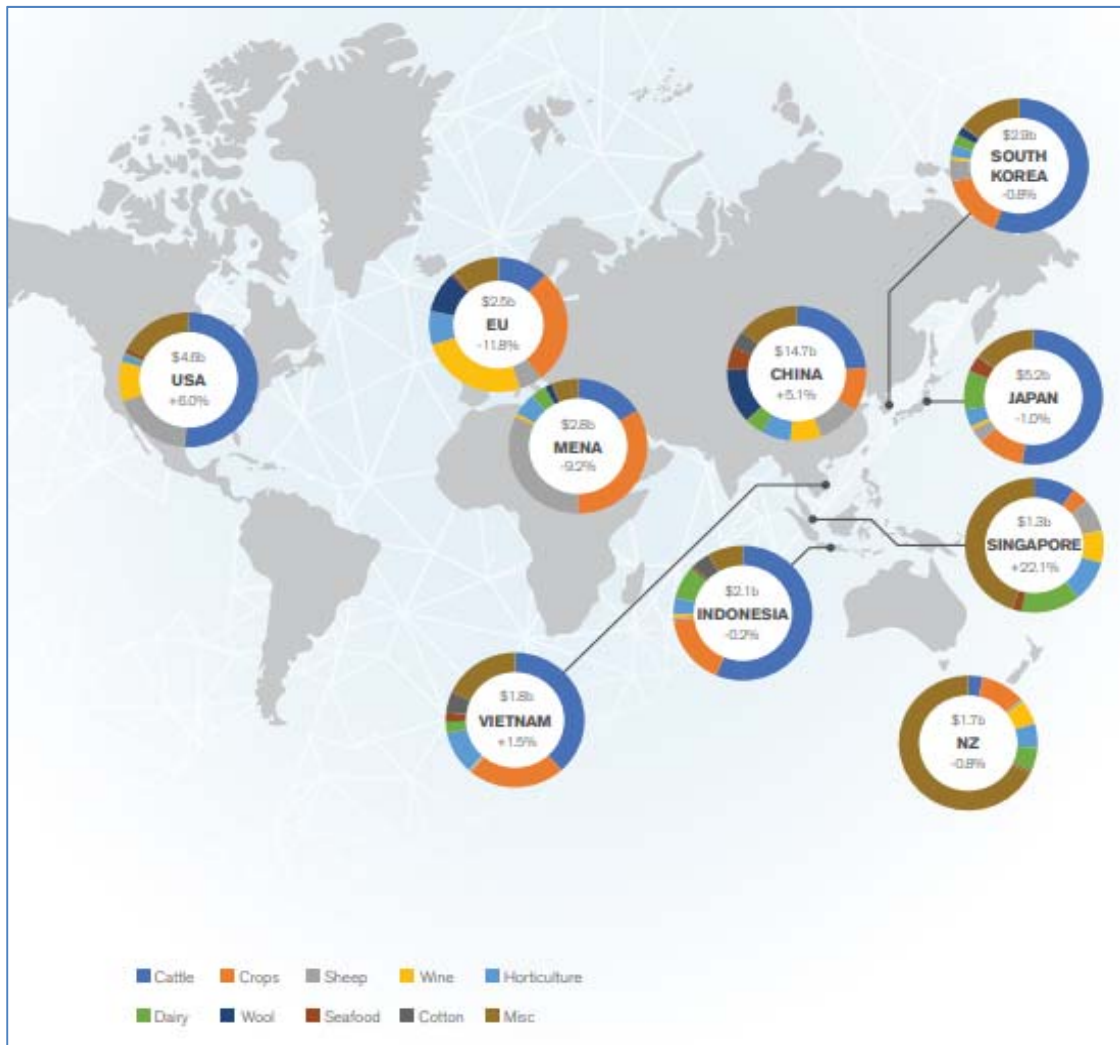 $2.9b
SOUTH
KOREA
-0.8%
$2.5b
EU
-11.8%
$4.6b
USA
+6.0%
$14.7b
CHINA
+5.1%
$5.2b
JAPAN
-1.0%
$2.8b
MENA
-9.2%
$1.3b
SINGAPORE
+22.1%
$2.1b
INDONESIA
-0.2%
$1.8b
VIETNAM
+1.5%
$1.7b
NZ
-0.8%
Cattle Crops Sheep Wine Horticulture
Dairy Wool Seafood Cotton Misc